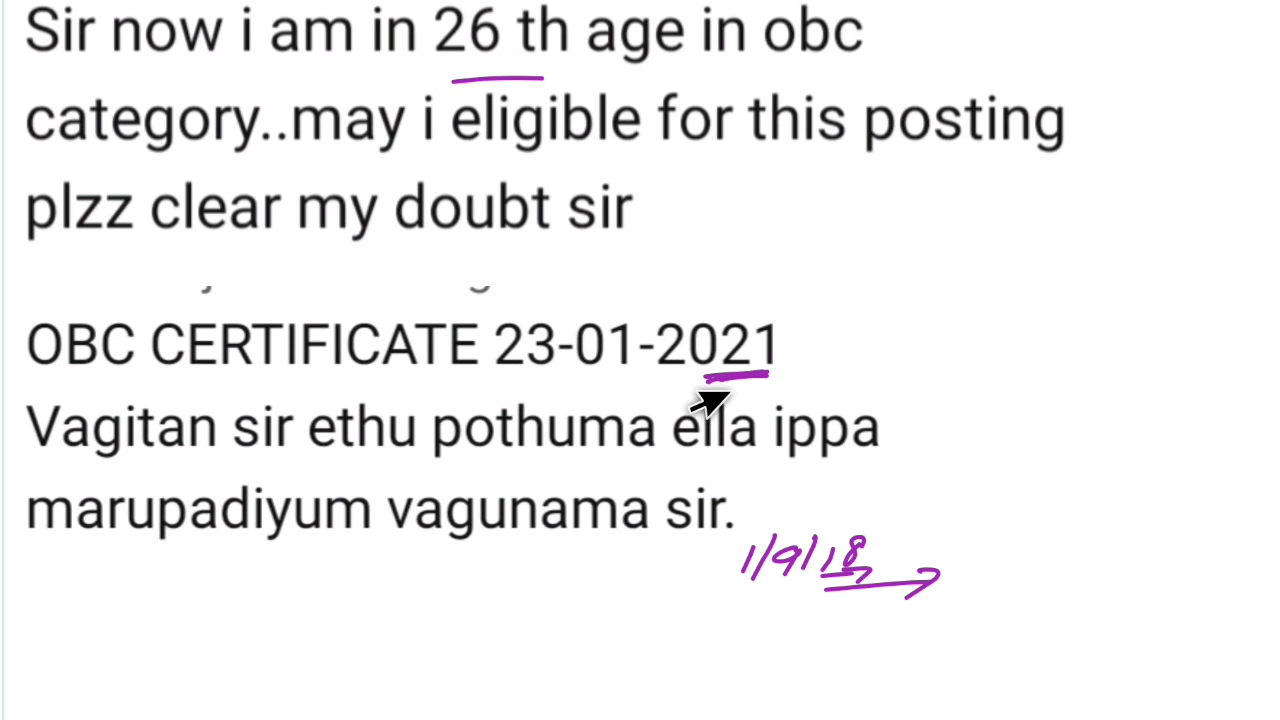 Sir now i am in 26 th age in obc
category..may i eligible for this posting
plzz clear my doubt sir
OBC CERTIFICATE 23-01-2021
Vagitan sir ethu pothuma ella ippa
marupadiyum vagunama sir.
1/9/18